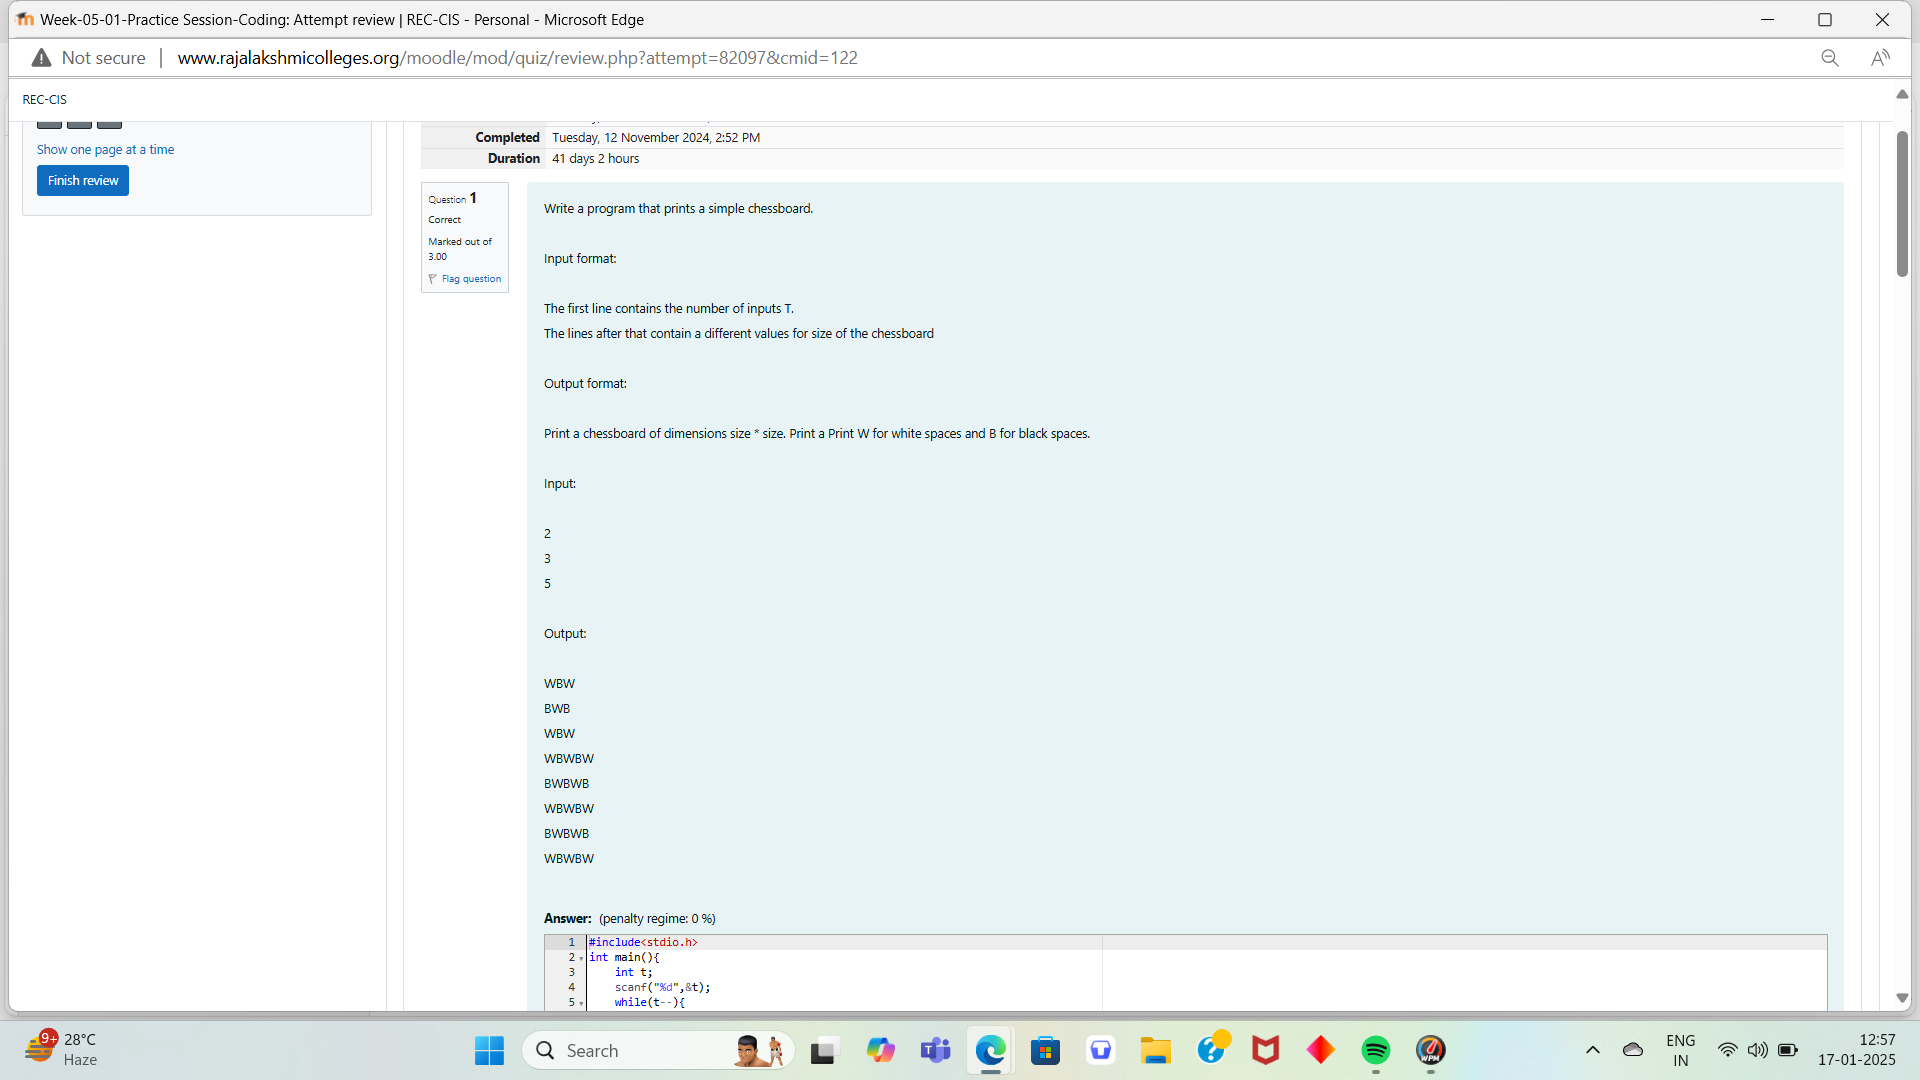 Week-05-01-Practice Session-Coding: Attempt review | REC-CIS - Personal - Microsoft Edge
Not secure | www.rajalakshmicolleges.org/moodle/mod/quiz/review.php?attempt=82097&cmid=122
REC-CIS
Show one page at a time
Finish review
Completed Tuesday, 12 November 2024, 2:52 PM
Duration 41 days 2 hours
Question 1
Correct
Marked out of
3.00
Flag question
Write a program that prints a simple chessboard.
Input format:
The first line contains the number of inputs T.
The lines after that contain a different values for size of the chessboard
Output format:
Print a chessboard of dimensions size * size. Print a Print W for white spaces and B for black spaces.
Input:
2
3
5
Output:
WBW
BWB
WBW
WBWBW
BWBWB
WBWBW
BWBWB
WBWBW
Answer: (penalty regime: 0 %)
1 #include<stdio.h>
2 int main(){
3 int t;
4 scanf("%d",&t);
5 while(t--){
9+
28°C
Haze
Search
WPM
ENG
IN
12:57
17-01-2025